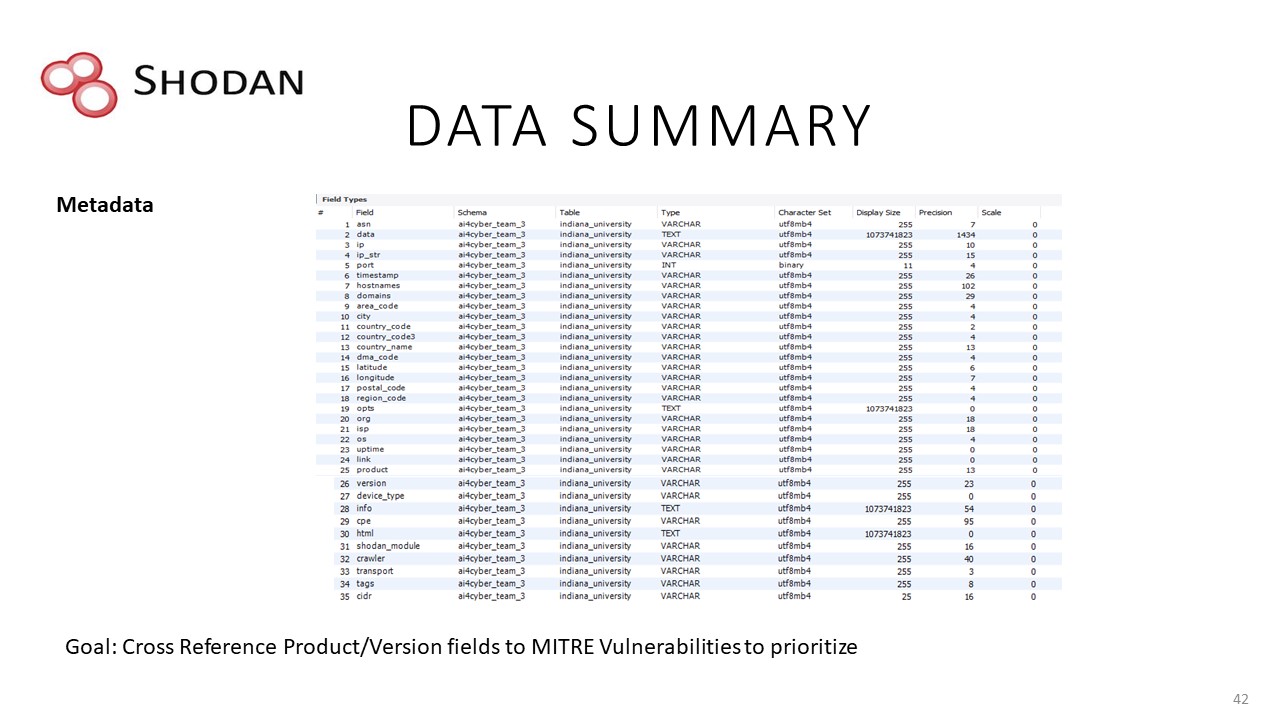 SHODAN
DATA SUMMARY
Metadata
Field Types
# Field Schema Table Type Character Set Display Size Precision Scale
1 asn ai4cyber_team_3 indiana_university VARCHAR utf8mb4 255 7 0
2 data ai4cyber_team_3 indiana_university TEXT utf8mb4 1073741823 1434 0
3 ip ai4cyber_team_3 indiana_university VARCHAR utf8mb4 255 10 0
4 ip_str ai4cyber_team_3 indiana_university VARCHAR utf8mb4 255 15 0
5 port ai4cyber_team_3 indiana_university INT binary 11 4 0
6 timestamp ai4cyber_team_3 indiana_university VARCHAR utf8mb4 255 26 0
7 hostnames ai4cyber_team_3 indiana_university VARCHAR utf8mb4 255 102 0
8 domains ai4cyber_team_3 indiana_university VARCHAR utf8mb4 255 29 0
9 area_code ai4cyber_team_3 indiana_university VARCHAR utf8mb4 255 4 0
10 city ai4cyber_team_3 indiana_university VARCHAR utf8mb4 255 4 0
11 country_code ai4cyber_team_3 indiana_university VARCHAR utf8mb4 255 2 0
12 country_code3 ai4cyber_team_3 indiana_university VARCHAR utf8mb4 255 4 0
13 country_name ai4cyber_team_3 indiana_university VARCHAR utf8mb4 255 13 0
14 dma_code ai4cyber_team_3 indiana_university VARCHAR utf8mb4 255 4 0
15 latitude ai4cyber_team_3 indiana_university VARCHAR utf8mb4 255 6 0
16 longitude ai4cyber_team_3 indiana_university VARCHAR utf8mb4 255 7 0
17 postal_code ai4cyber_team_3 indiana_university VARCHAR utf8mb4 255 4 0
18 region_code ai4cyber_team_3 indiana_university VARCHAR utf8mb4 255 4 0
19 opts ai4cyber_team_3 indiana_university TEXT utf8mb4 1073741823 0 0
20 org ai4cyber_team_3 indiana_university VARCHAR utf8mb4 255 18 0
21 isp ai4cyber_team_3 indiana_university VARCHAR utf8mb4 255 18 0
22 os ai4cyber_team_3 indiana_university VARCHAR utf8mb4 255 4 0
23 uptime ai4cyber_team_3 indiana_university VARCHAR utf8mb4 255 0 0
24 link ai4cyber_team_3 indiana_university VARCHAR utf8mb4 255 0 0
25 product ai4cyber_team_3 indiana_university VARCHAR utf8mb4 255 13 0
26 version ai4cyber_team_3 indiana_university VARCHAR utf8mb4 255 23 0
27 device_type ai4cyber_team_3 indiana_university VARCHAR utf8mb4 255 0 0
28 info ai4cyber_team_3 indiana_university TEXT utf8mb4 1073741823 54 0
29 cpe ai4cyber_team_3 indiana_university VARCHAR utf8mb4 255 95 0
30 html ai4cyber_team_3 indiana_university TEXT utf8mb4 1073741823 0 0
31 shodan_module ai4cyber_team_3 indiana_university VARCHAR utf8mb4 255 16 0
32 crawler ai4cyber_team_3 indiana_university VARCHAR utf8mb4 255 40 0
33 transport ai4cyber_team_3 indiana_university VARCHAR utf8mb4 255 3 0
34 tags ai4cyber_team_3 indiana_university VARCHAR utf8mb4 255 8 0
35 cidr ai4cyber_team_3 indiana_university VARCHAR utf8mb4 25 16 0
Goal: Cross Reference Product/Version fields to MITRE Vulnerabilities to prioritize
42